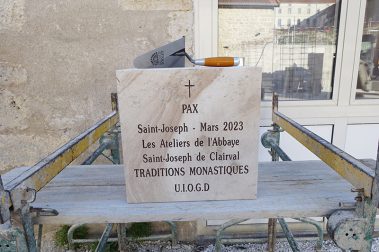 PAX
Saint-Joseph - Mars 2023
Les Ateliers de l'Abbaye
Saint-Joseph de Clairval
TRADITIONS MONASTIQUES
U.I.O.G.D